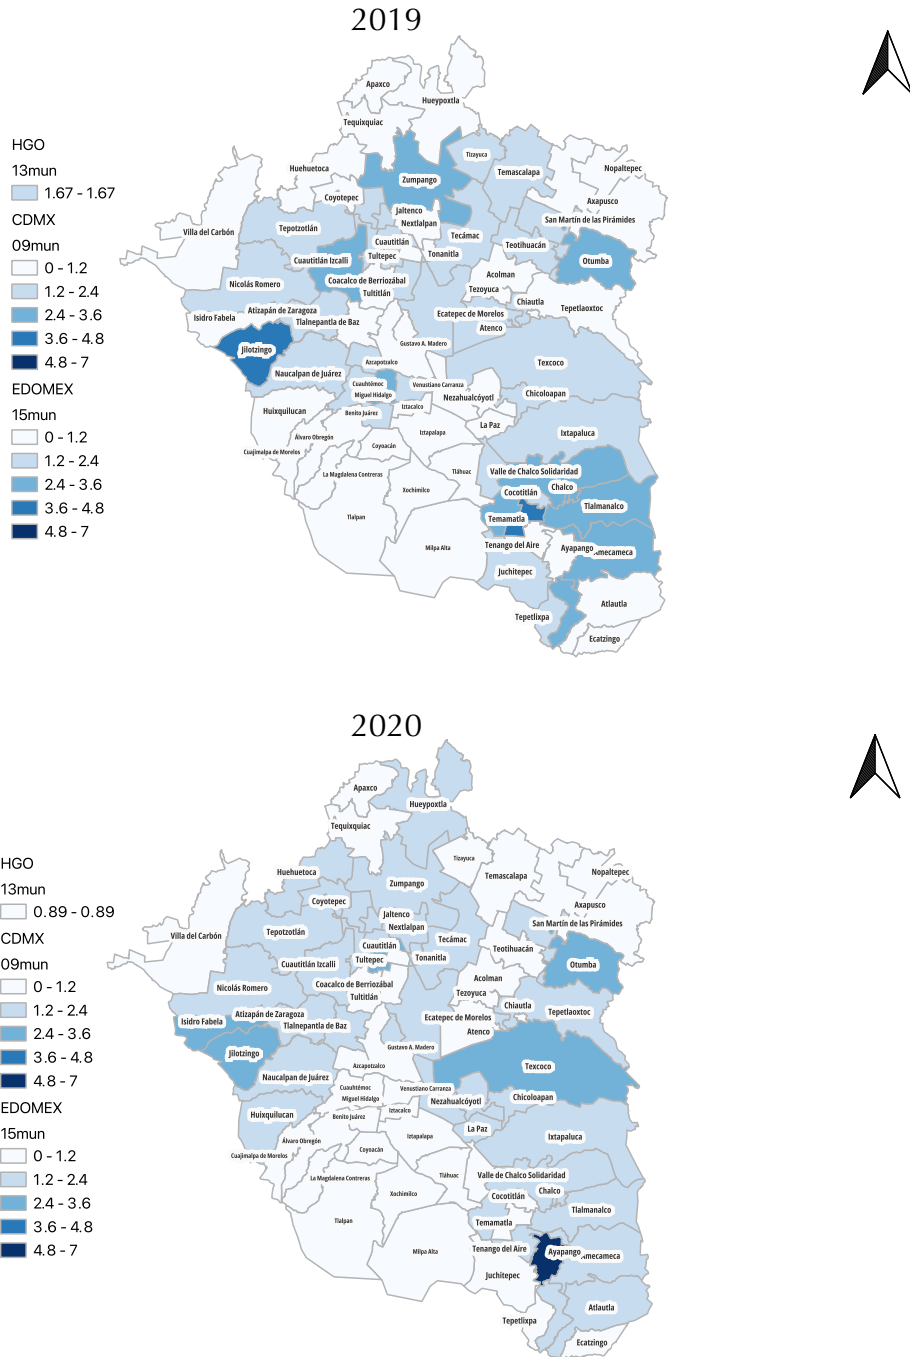 2019
HGO
13mun
1.67 - 1.67
CDMX
09mun
0 - 1.2
1.2 - 2.4
2.4 - 3.6
3.6 - 4.8
4.8 - 7
EDOMEX
15mun
0 - 1.2
1.2 - 2.4
2.4 - 3.6
3.6 - 4.8
4.8 - 7
Apaxco
Hueypoxtla
Tequixquiac
Tizayuca
Huehuetoca
Zumpango
Temascalapa
Nopaltepec
Coyotepec
Axapusco
Jaltenco
San Martín de las Pirámides
Nextlalpan
Villa del Carbón
Tepotzotlán
Tecámac
Cuautitlán
Teotihuacán
Tultepec
Tonanitla
Cuautitlán Izcalli
Otumba
Acolman
Nicolás Romero
Coacalco de Berriozábal
Tezoyuca
Tultitlán
Chiautla
Tepetlaoxtoc
Isidro Fabela
Atizapán de Zaragoza
Ecatepec de Morelos
Tlalnepantla de Baz
Atenco
Jilotzingo
Gustavo A. Madero
Azcapotzalco
Texcoco
Naucalpan de Juárez
Cuauhtémoc
Venustiano Carranza
Miguel Hidalgo
Nezahualcóyotl
Chicoloapan
Huixquilucan
Benito Juárez
Iztacalco
La Paz
Álvaro Obregón
Iztapalapa
Ixtapaluca
Cuajimalpa de Morelos
Coyoacán
La Magdalena Contreras
Tláhuac
Valle de Chalco Solidaridad
Xochimilco
Cocotitlán
Chalco
Tlalpan
Temamatla
Tlalmanalco
Milpa Alta
Tenango del Aire
Ayapango
mecameca
Juchitepec
Atlautla
Tepetlixpa
Ecatzingo
2020
HGO
13mun
0.89 - 0.89
CDMX
09mun
0 - 1.2
1.2 - 2.4
2.4 - 3.6
3.6 - 4.8
4.8 - 7
EDOMEX
15mun
0 - 1.2
1.2 - 2.4
2.4 - 3.6
3.6 - 4.8
4.8 - 7
Apaxco
Hueypoxtla
Tequixquiac
Tizayuca
Huehuetoca
Zumpango
Temascalapa
Nopaltepec
Coyotepec
Axapusco
Jaltenco
San Martín de las Pirámides
Nextlalpan
Villa del Carbón
Tepotzotlán
Tecámac
Cuautitlán
Teotihuacán
Tultepec
Tonanitla
Cuautitlán Izcalli
Otumba
Acolman
Nicolás Romero
Coacalco de Berriozábal
Tezoyuca
Tultitlán
Chiautla
Tepetlaoxtoc
Isidro Fabela
Atizapán de Zaragoza
Ecatepec de Morelos
Tlalnepantla de Baz
Atenco
Jilotzingo
Gustavo A. Madero
Azcapotzalco
Texcoco
Naucalpan de Juárez
Cuauhtémoc
Venustiano Carranza
Miguel Hidalgo
Nezahualcóyotl
Chicoloapan
Huixquilucan
Benito Juárez
Iztacalco
La Paz
Álvaro Obregón
Iztapalapa
Ixtapaluca
Cuajimalpa de Morelos
Coyoacán
La Magdalena Contreras
Tláhuac
Valle de Chalco Solidaridad
Xochimilco
Cocotitlán
Chalco
Tlalpan
Temamatla
Tlalmanalco
Milpa Alta
Tenango del Aire
Ayapango
mecameca
Juchitepec
Atlautla
Tepetlixpa
Ecatzingo